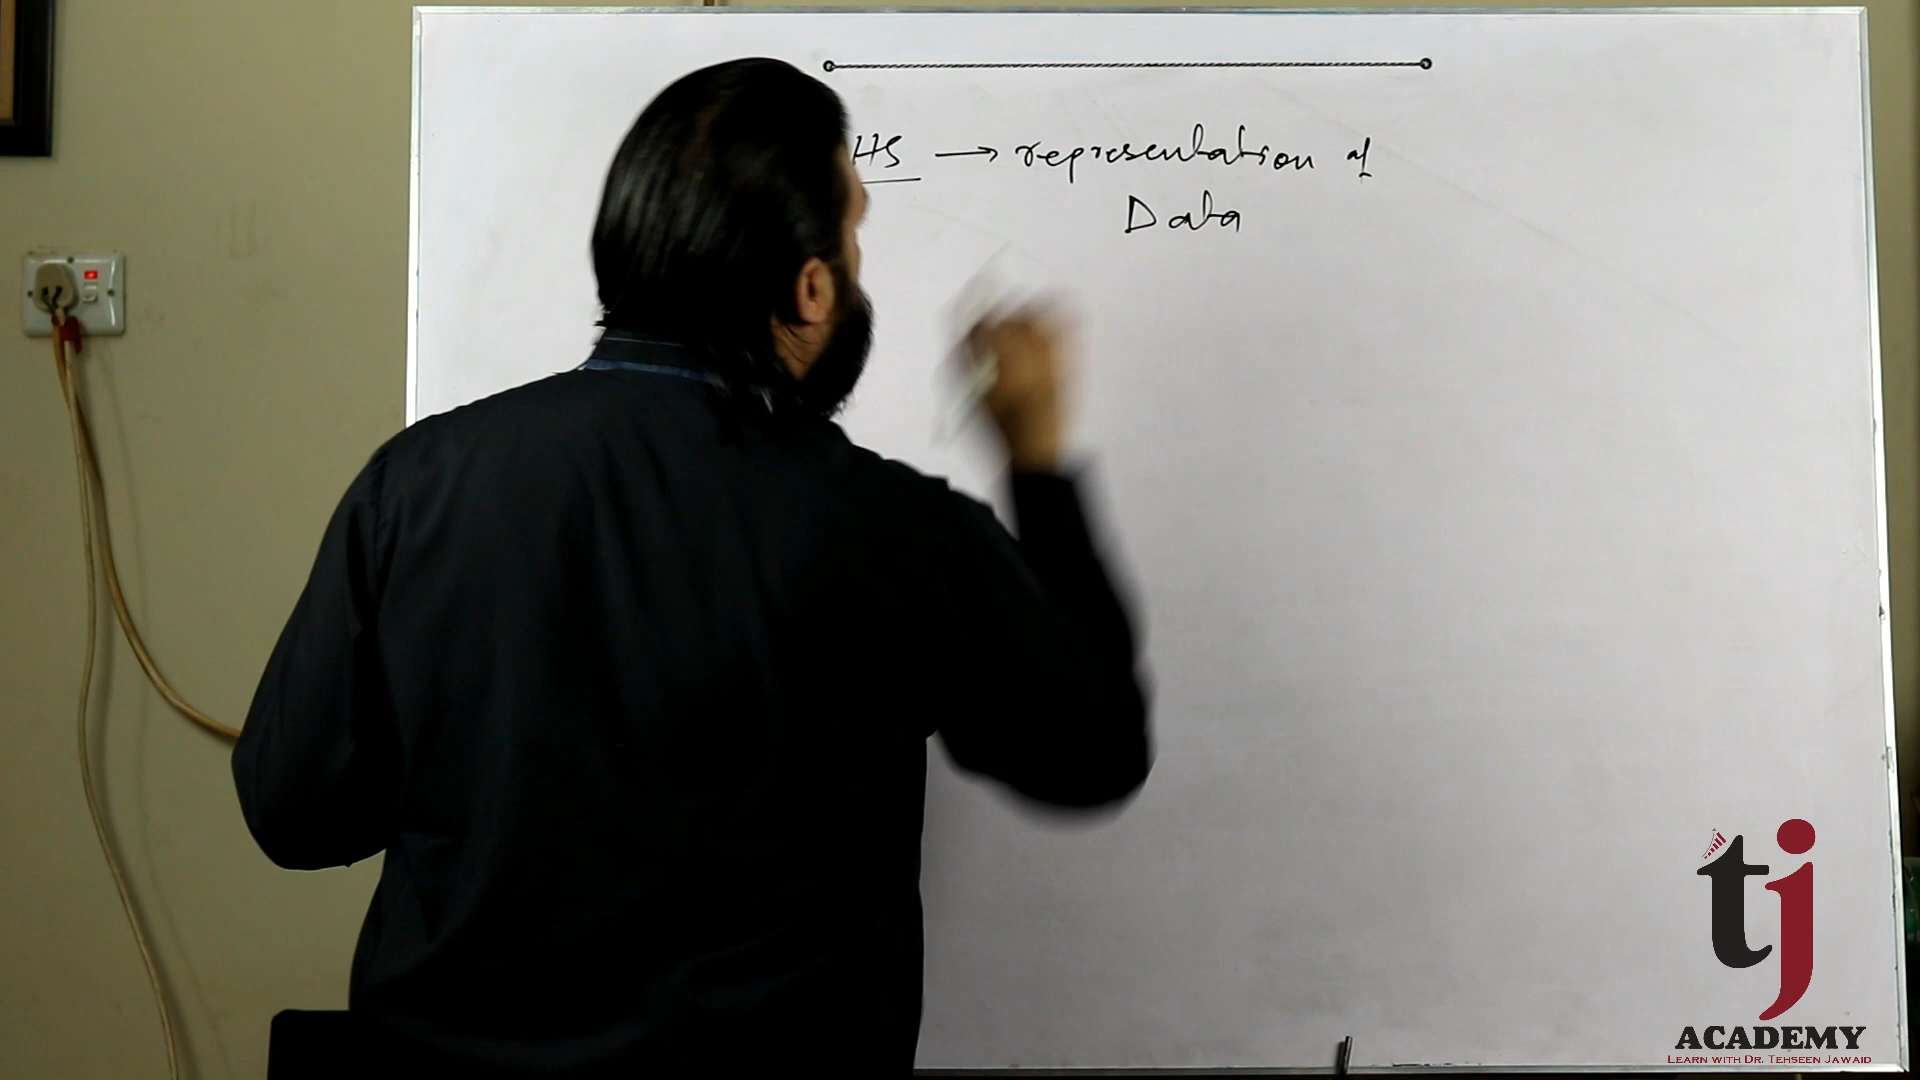 HS → representation of
Data
tj
ACADEMY
LEARN WITH DR. TEHSEEN JAWAID